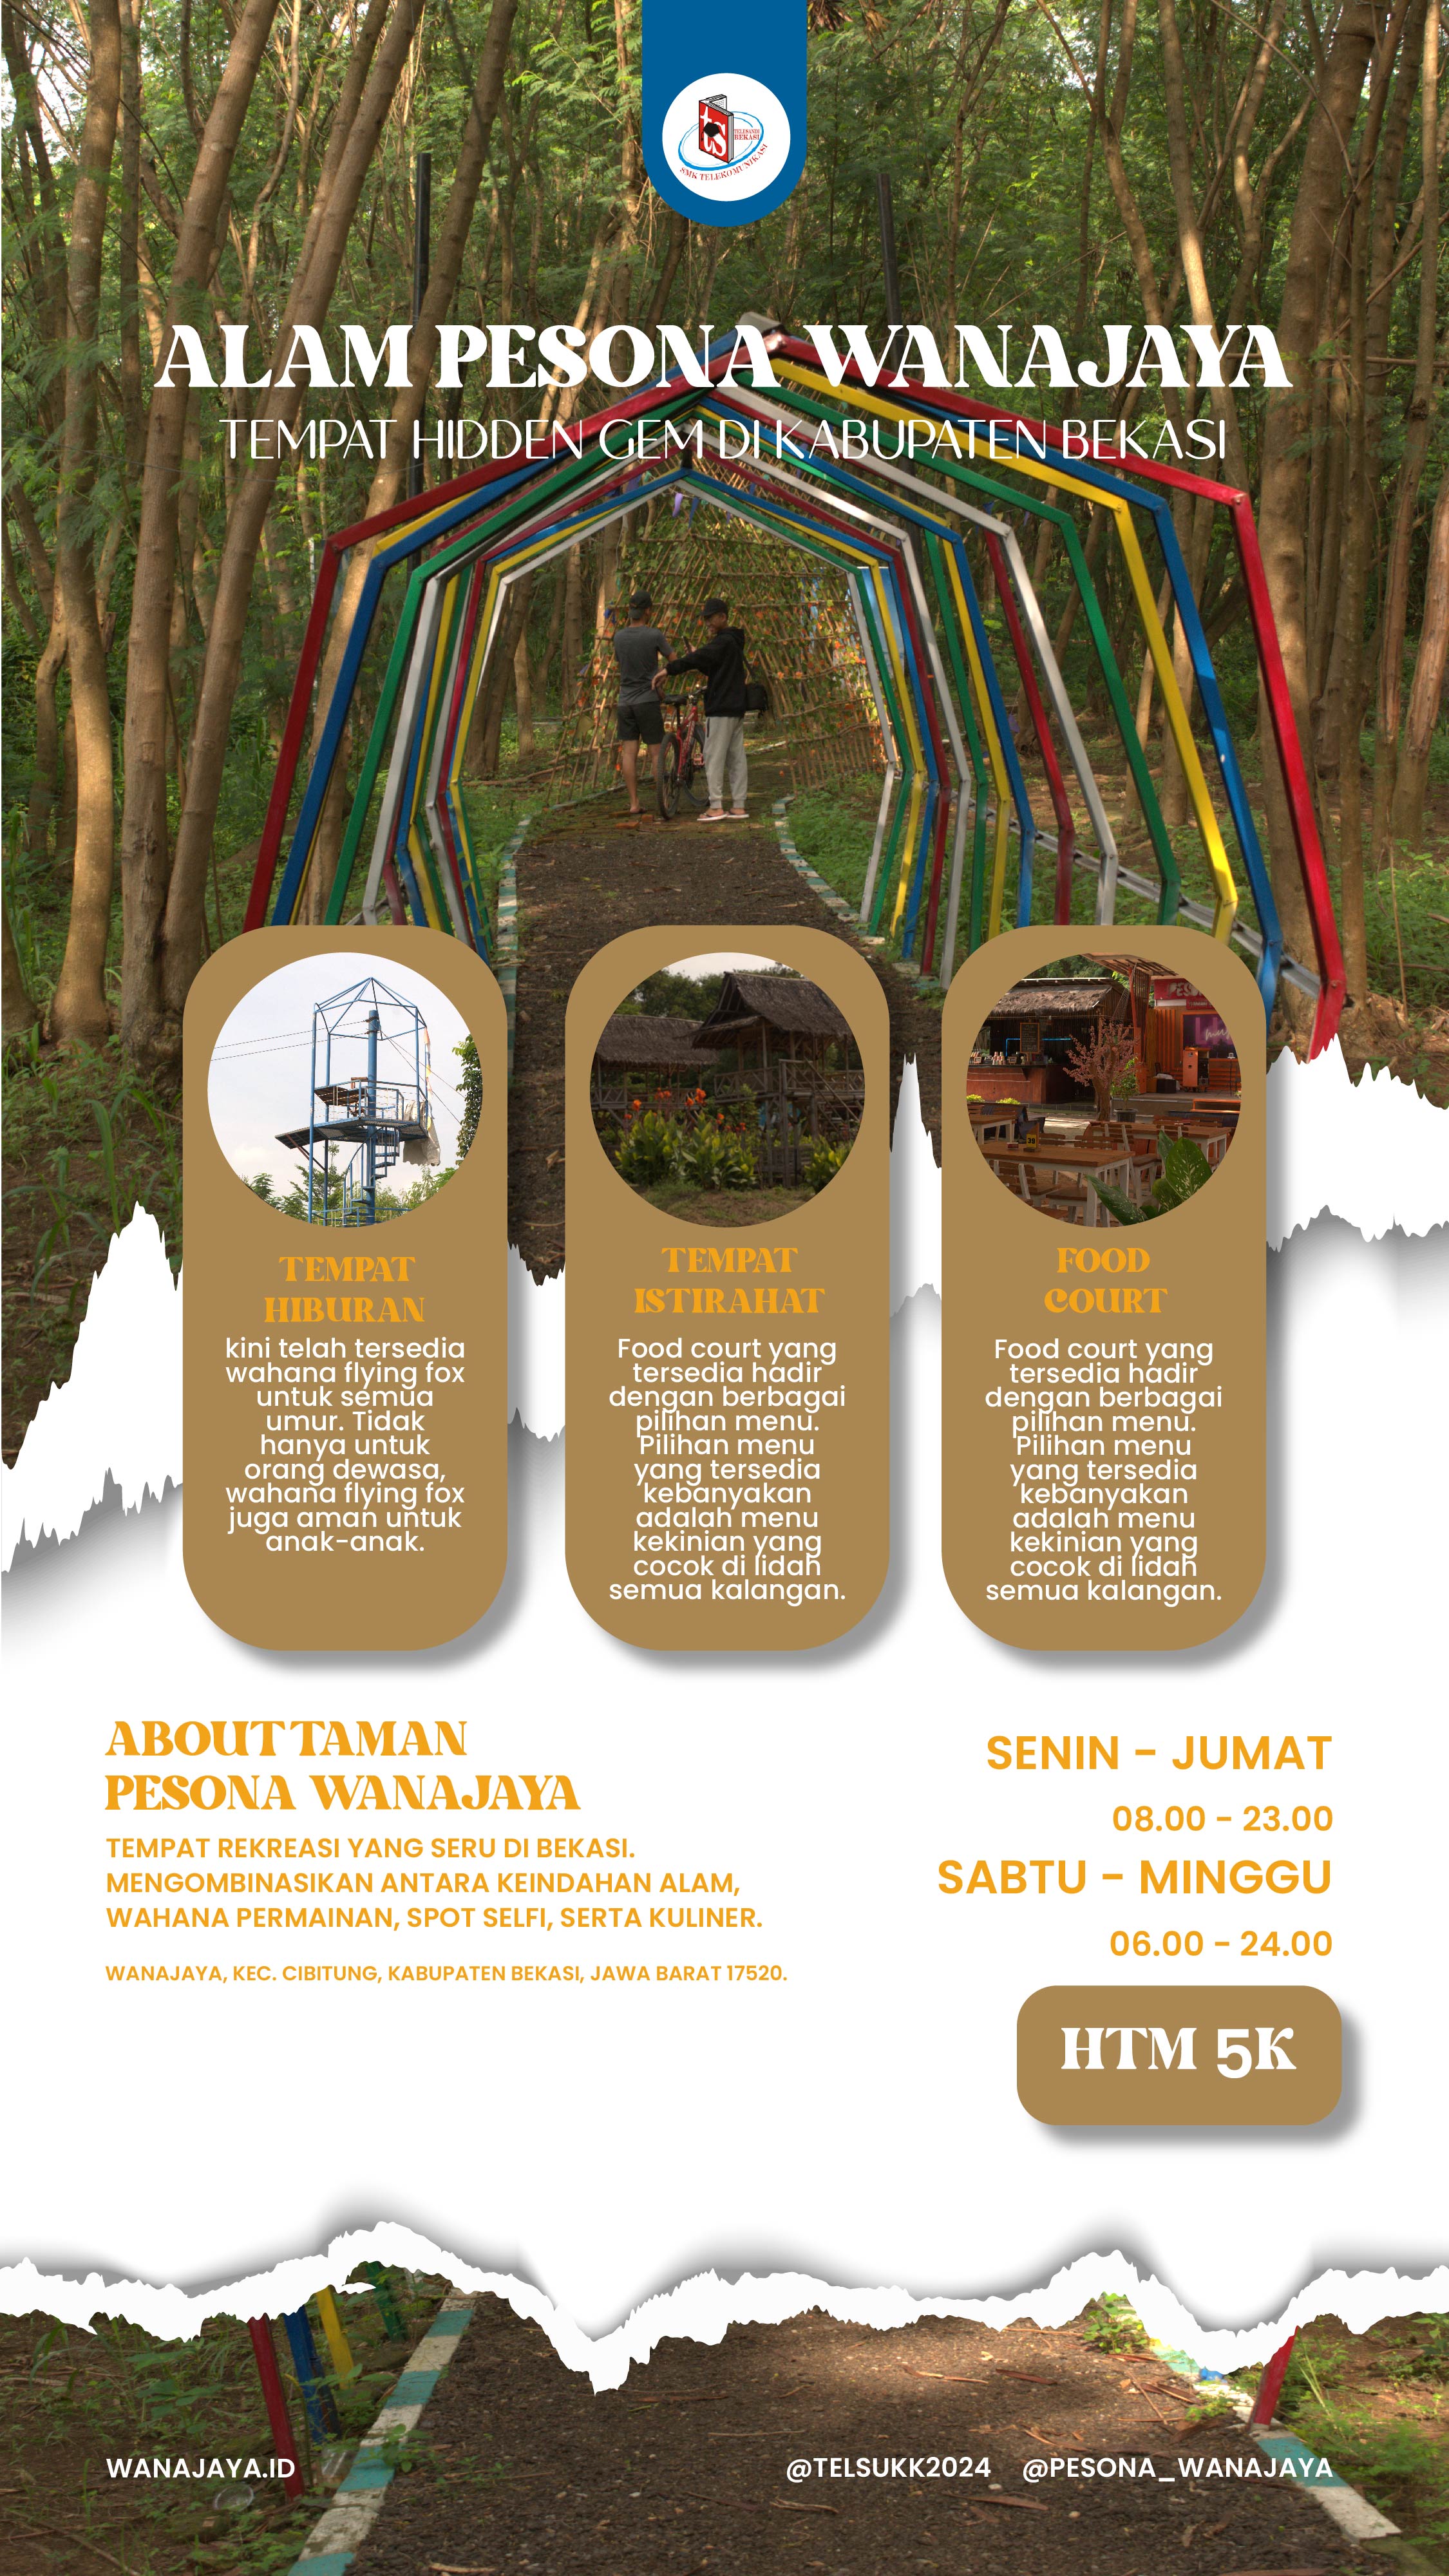 tS
TELESANDI
BEKASI
SMK TELEKOMUNIKASI
ALAM PESONA WANAJAYA
TEMPAT HIDDEN GEM DI KABUPATEN BEKASI
TEMPAT
HIBURAN
kini telah tersedia
wahana flying fox
untuk semua
umur. Tidak
hanya untuk
orang dewasa,
wahana flying fox
juga aman untuk
anak-anak.
TEMPAT
ISTIRAHAT
Food court yang
tersedia hadir
dengan berbagai
pilihan menu.
Pilihan menu
yang tersedia
kebanyakan
adalah menu
kekinian yang
cocok di lidah
semua kalangan.
FOOD
COURT
Food court yang
tersedia hadir
dengan berbagai
pilihan menu.
Pilihan menu
yang tersedia
kebanyakan
adalah menu
kekinian yang
cocok di lidah
semua kalangan.
ABOUT TAMAN
PESONA WANAJAYA
TEMPAT REKREASI YANG SERU DI BEKASI.
MENGOMBINASIKAN ANTARA KEINDAHAN ALAM,
WAHANA PERMAINAN, SPOT SELFI, SERTA KULINER.
WANAJAYA, KEC. CIBITUNG, KABUPATEN BEKASI, JAWA BARAT 17520.
SENIN - JUMAT
08.00 - 23.00
SABTU - MINGGU
06.00 - 24.00
HTM 5K
WANAJAYA.ID
@TELSUKK2024 @PESONA_WANAJAYA